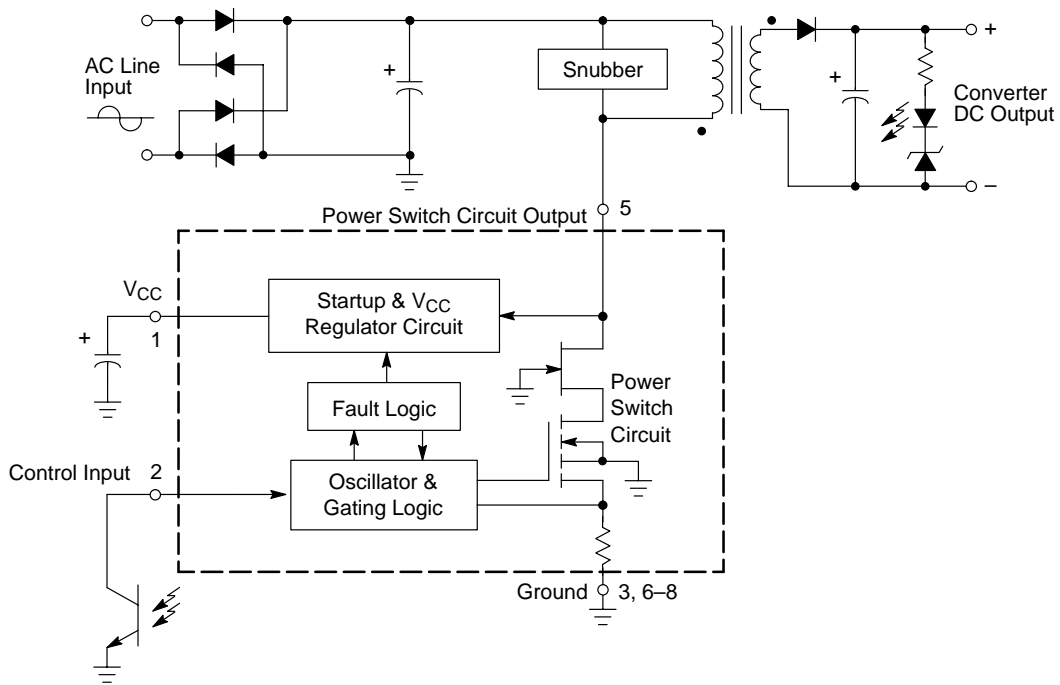 AC Line
Input
+
Snubber
+
+
Converter
DC Output
–
Power Switch Circuit Output
5
VCC
1
+
Startup & VCC
Regulator Circuit
Fault Logic
Power
Switch
Circuit
Control Input
2
Oscillator &
Gating Logic
Ground
3, 6–8